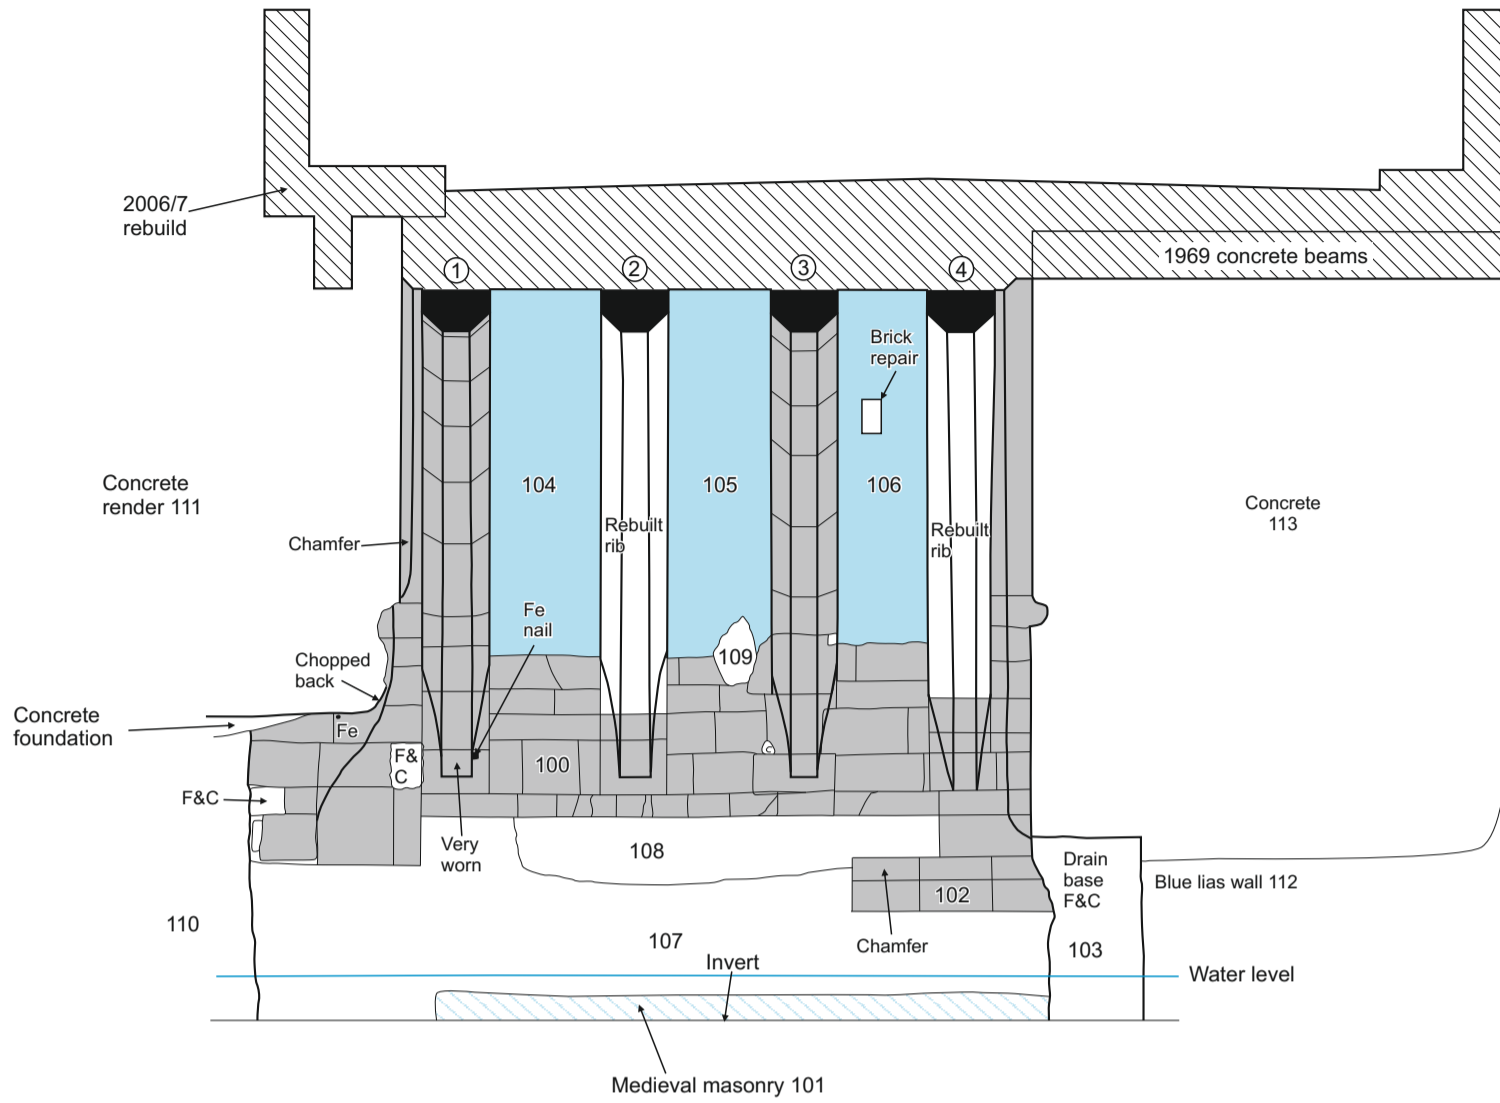 2006/7
rebuild
1969 concrete beams
1
2
3
4
Brick
repair
Concrete
render 111
104
105
106
Concrete
113
Rebuilt
rib
Rebuilt
rib
Chamfer
Fe
nail
109
Chopped
back
Concrete
foundation
Fe
F&
C
100
F&C
Very
worn
108
Drain
base
F&C
Blue lias wall 112
102
110
107
Chamfer
103
Invert
Water level
Medieval masonry 101